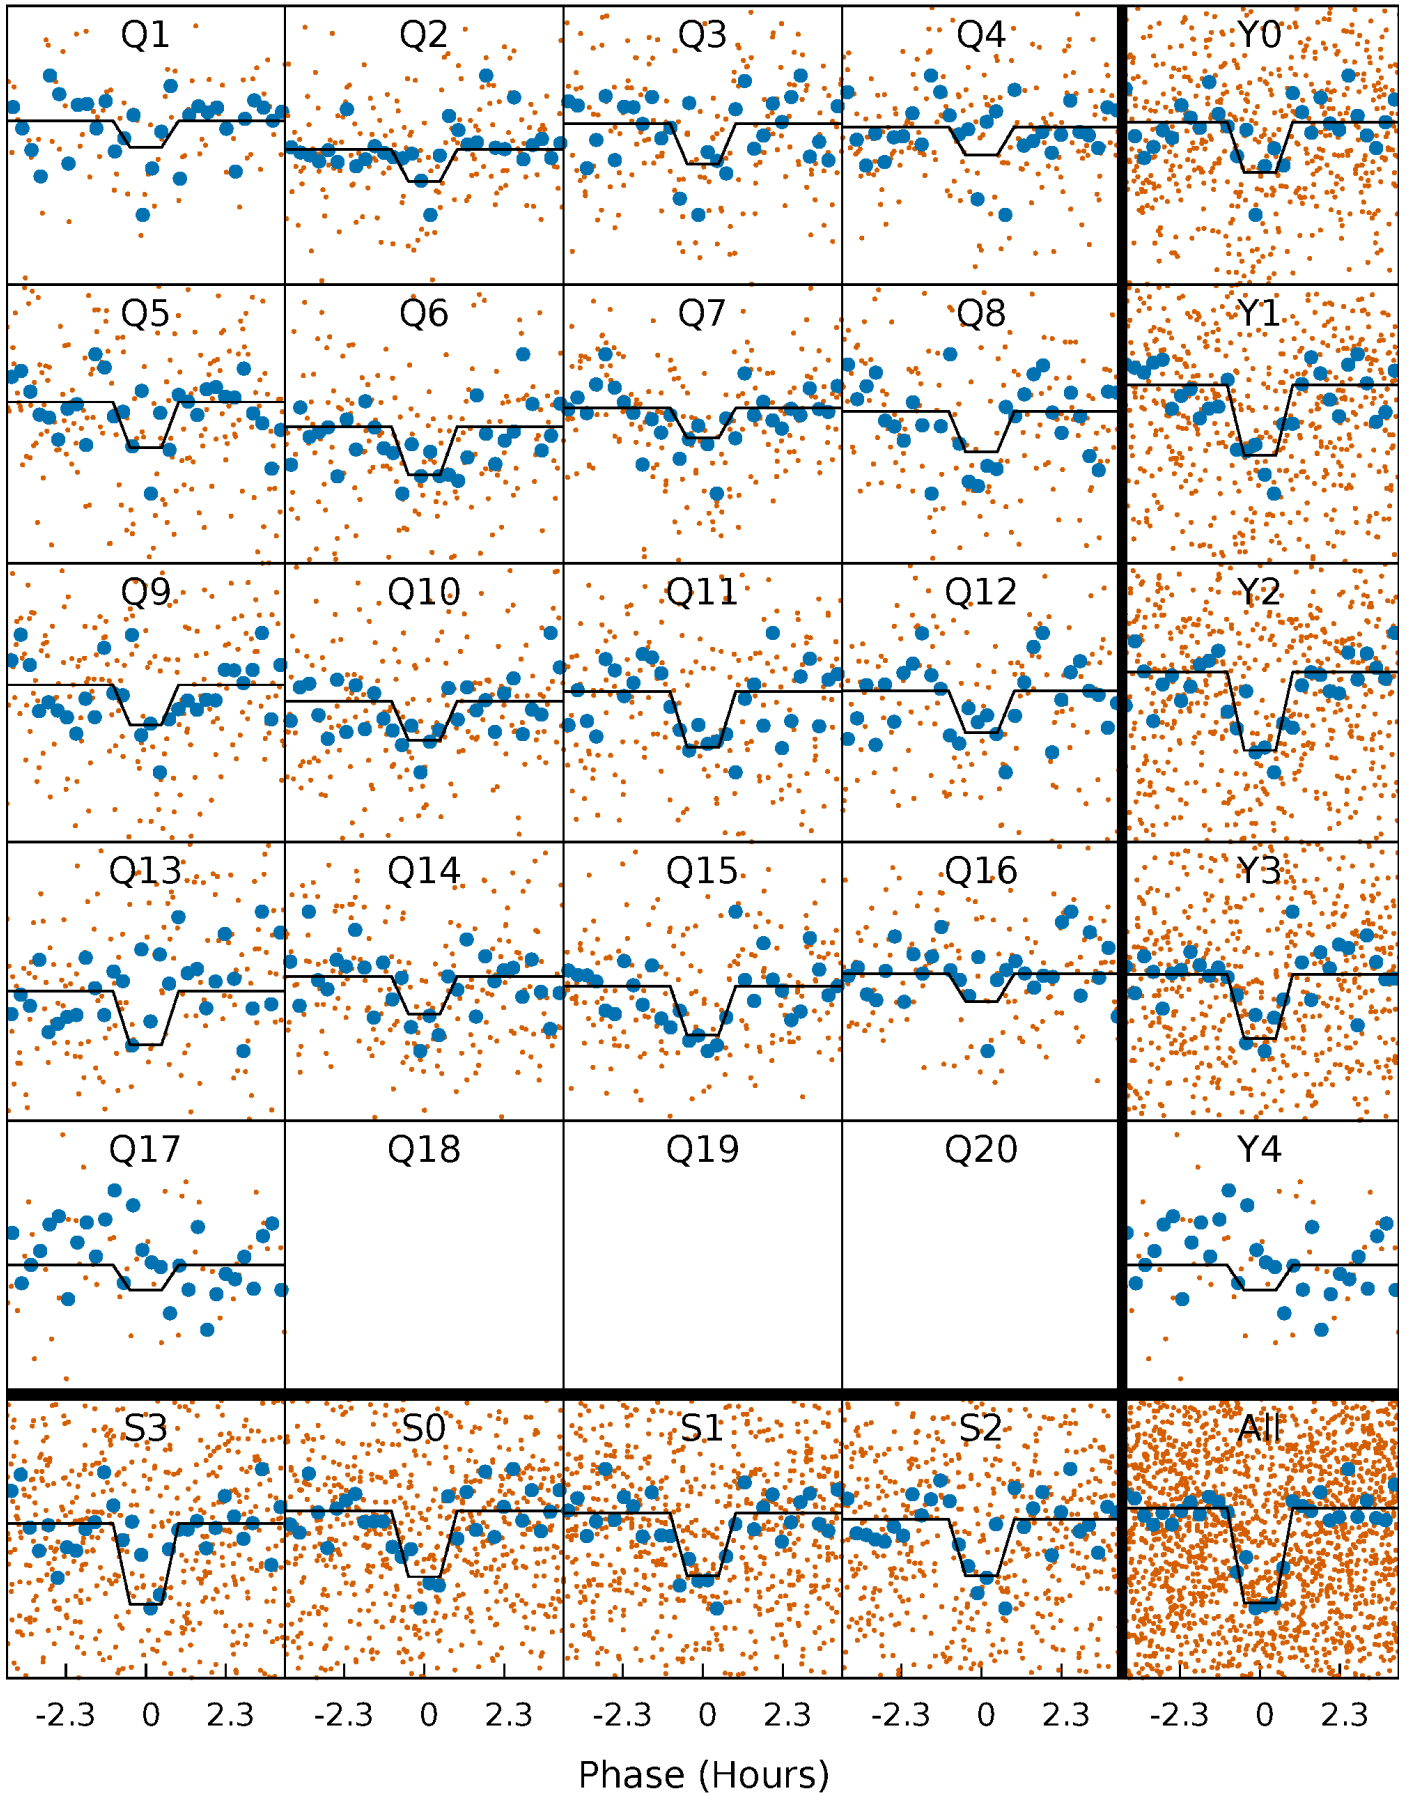 Q1 Q2 Q3 Q4 Y0
Q5 Q6 Q7 Q8 Y1
Q9 Q10 Q11 Q12 Y2
Q13 Q14 Q15 Q16 Y3
Q17 Q18 Q19 Q20 Y4
S3 S0 S1 S2 All
-2.3 0 2.3 -2.3 0 2.3 -2.3 0 2.3 -2.3 0 2.3 -2.3 0 2.3
Phase (Hours)